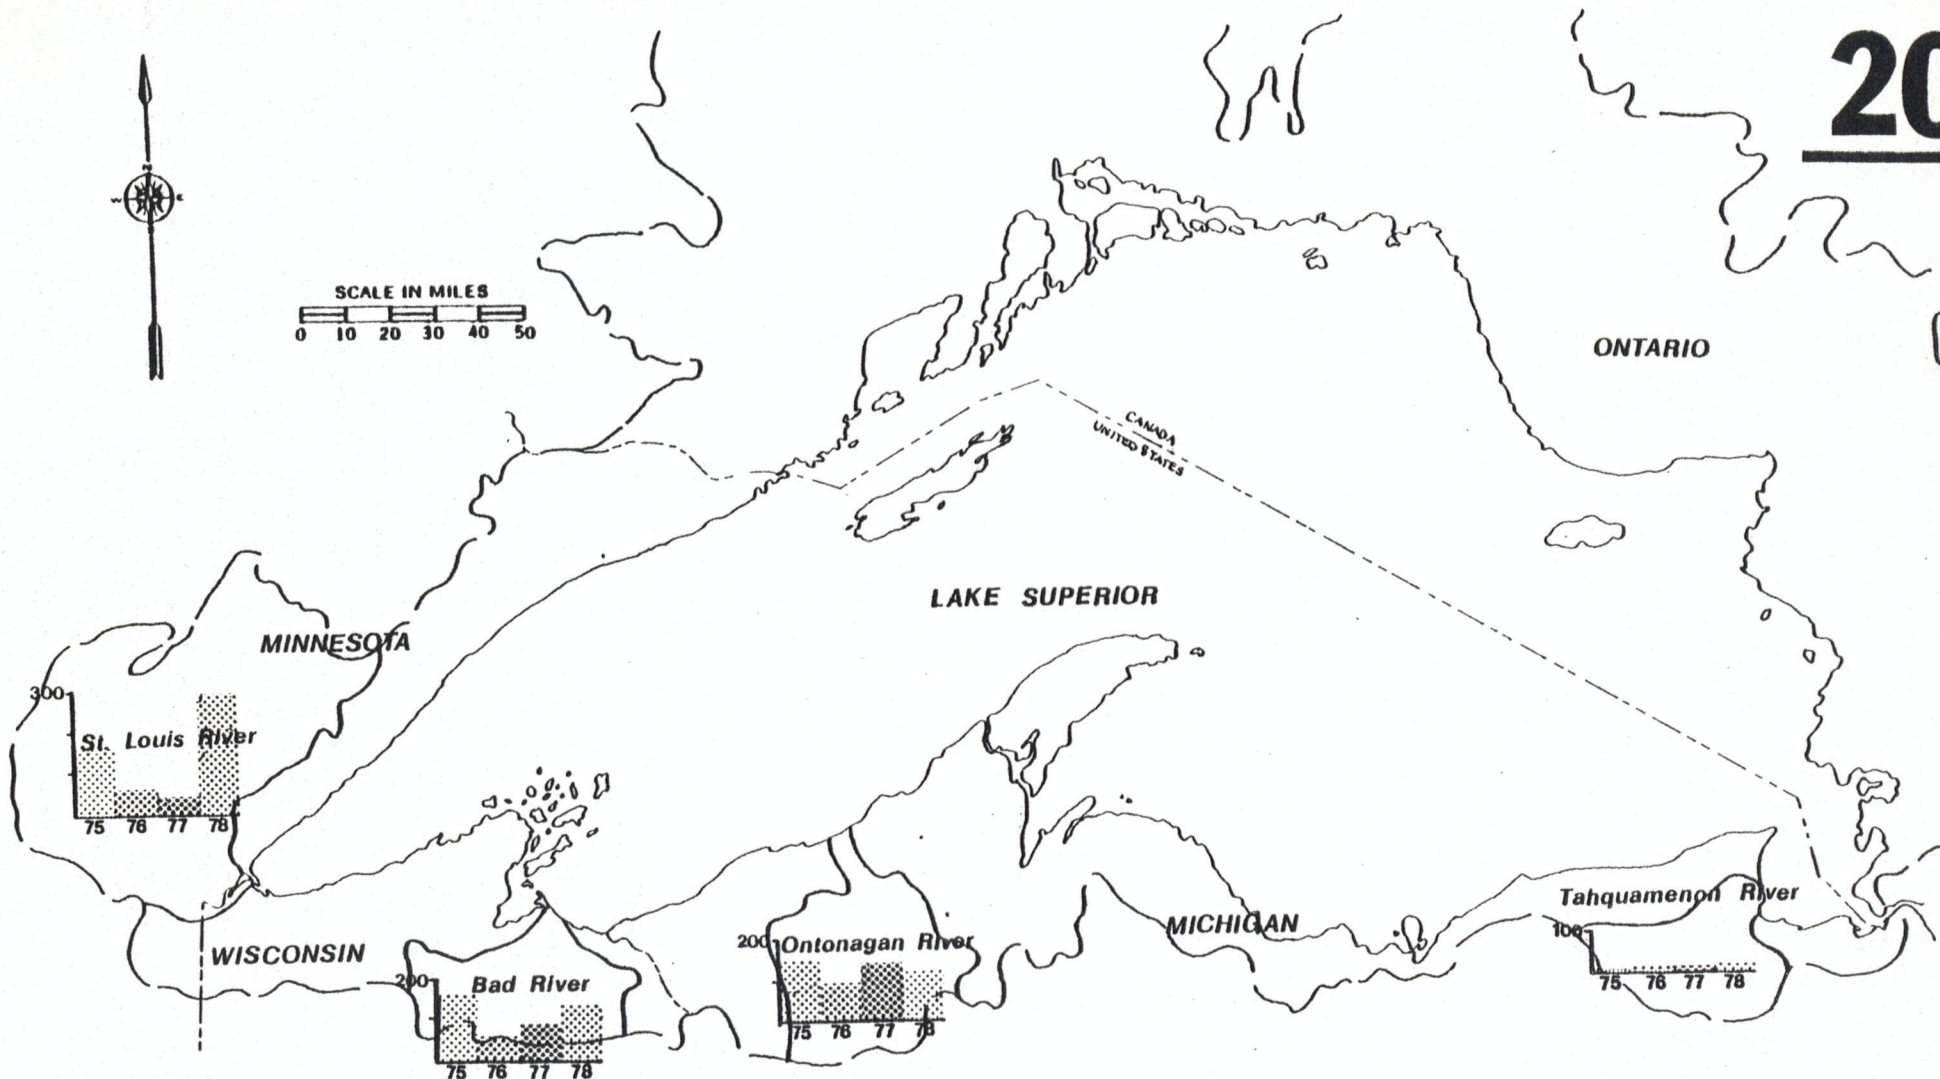 20
N
W E
S
SCALE IN MILES
0 10 20 30 40 50
ONTARIO
CANADA
UNITED STATES
LAKE SUPERIOR
MINNESOTA
300
St. Louis River
75 76 77 78
WISCONSIN
200
Bad River
75 76 77 78
200
Ontonagan River
75 76 77 78
MICHIGAN
Tahquamenon River
100
75 76 77 78